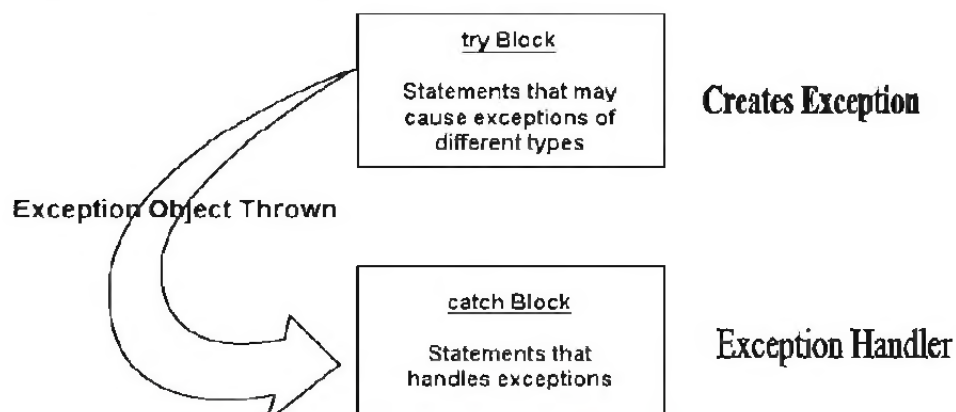 try Block
Statements that may
cause exceptions of
different types
Creates Exception
Exception Object Thrown
catch Block
Statements that
handles exceptions
Exception Handler